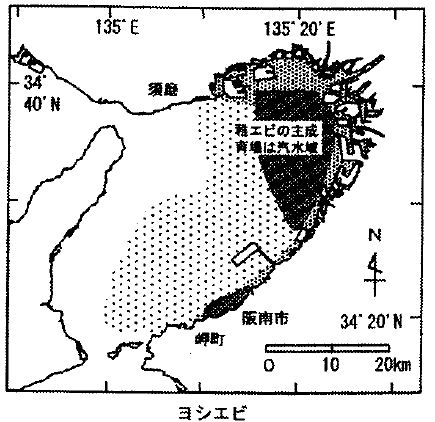 135°E
135°20'E
34°
40'N
須磨
稚エビの主成
育場は汽水域
N
阪南市
34°20'N
岬町
0
10
20km
ヨシエビ